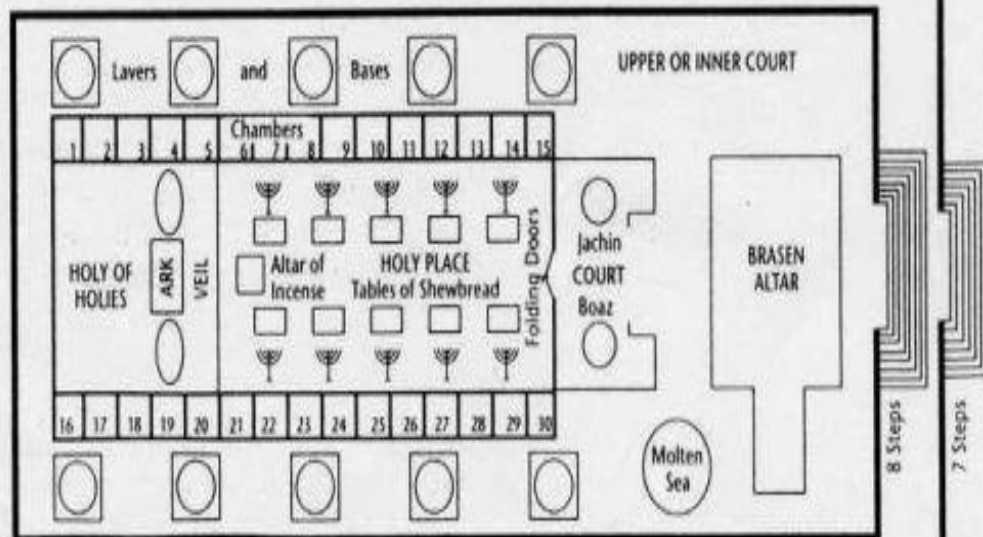 Lavers and Bases
UPPER OR INNER COURT
Chambers
1 2 3 4 5 6 7 8 9 10 11 12 13 14 15
HOLY OF
HOLIES
ARK
VEIL
Altar of
Incense
HOLY PLACE
Tables of Shewbread
Folding Doors
Jachin
COURT
Boaz
BRASEN
ALTAR
16 17 18 19 20 21 22 23 24 25 26 27 28 29 30
Molten
Sea
8 Steps
7 Steps